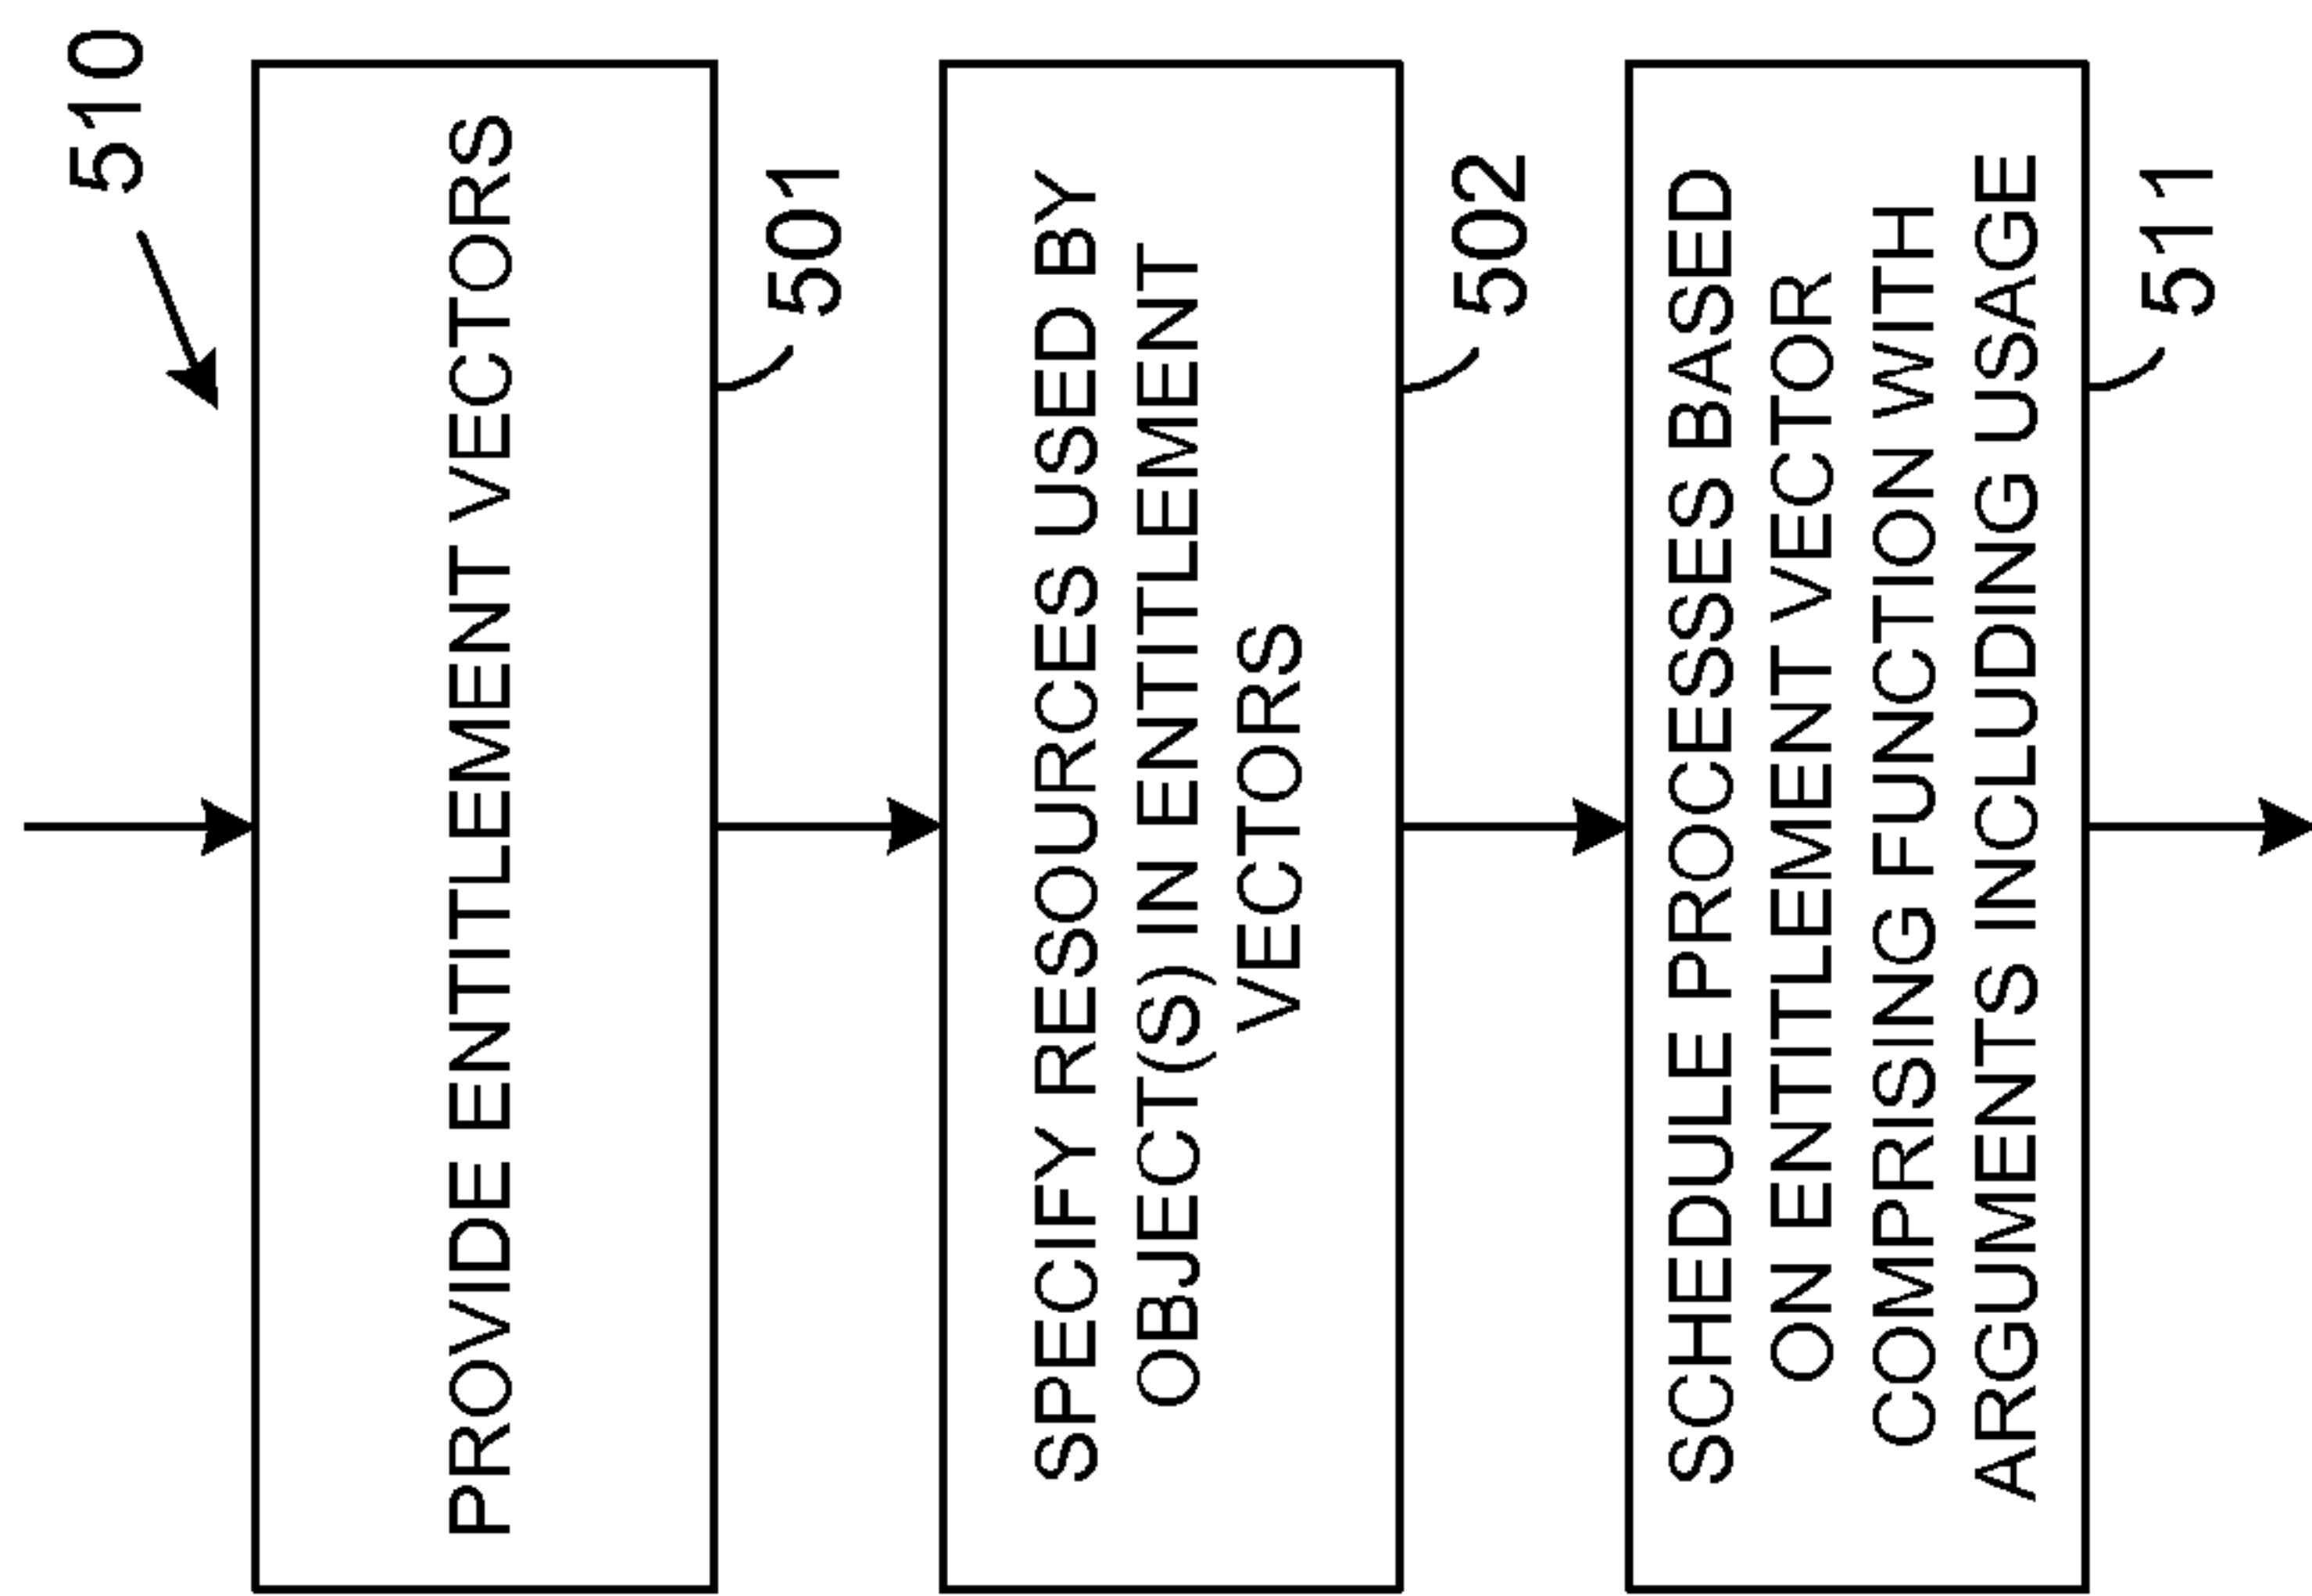 510
PROVIDE ENTITLEMENT VECTORS
501
SPECIFY RESOURCES USED BY
OBJECT(S) IN ENTITLEMENT
VECTORS
502
SCHEDULE PROCESSES BASED
ON ENTITLEMENT VECTOR
COMPRISING FUNCTION WITH
ARGUMENTS INCLUDING USAGE
511